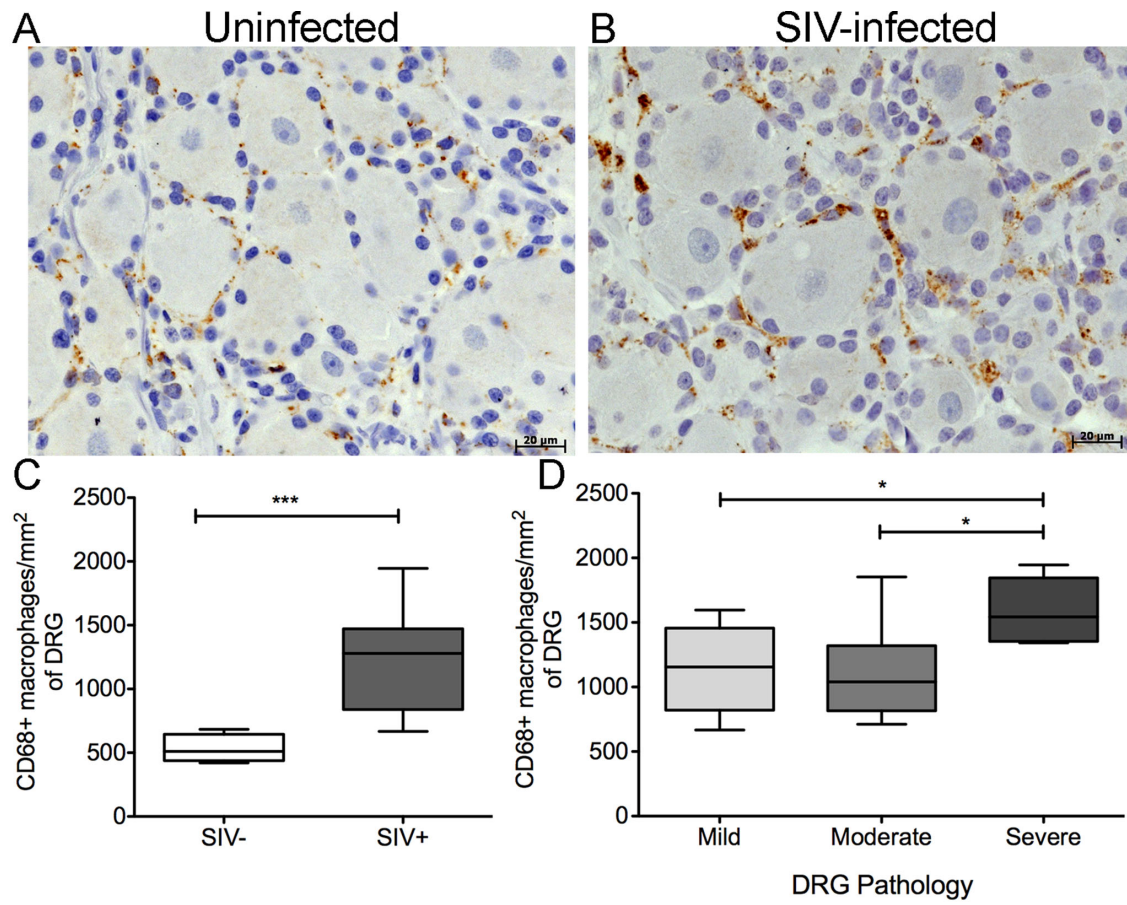 A Uninfected
B SIV-infected
20 µm
20 µm
C
CD68+ macrophages/mm²
of DRG
2500
2000
1500
1000
500
0
***
SIV- SIV+
D
CD68+ macrophages/mm²
of DRG
2500
2000
1500
1000
500
0
*
*
Mild Moderate Severe
DRG Pathology